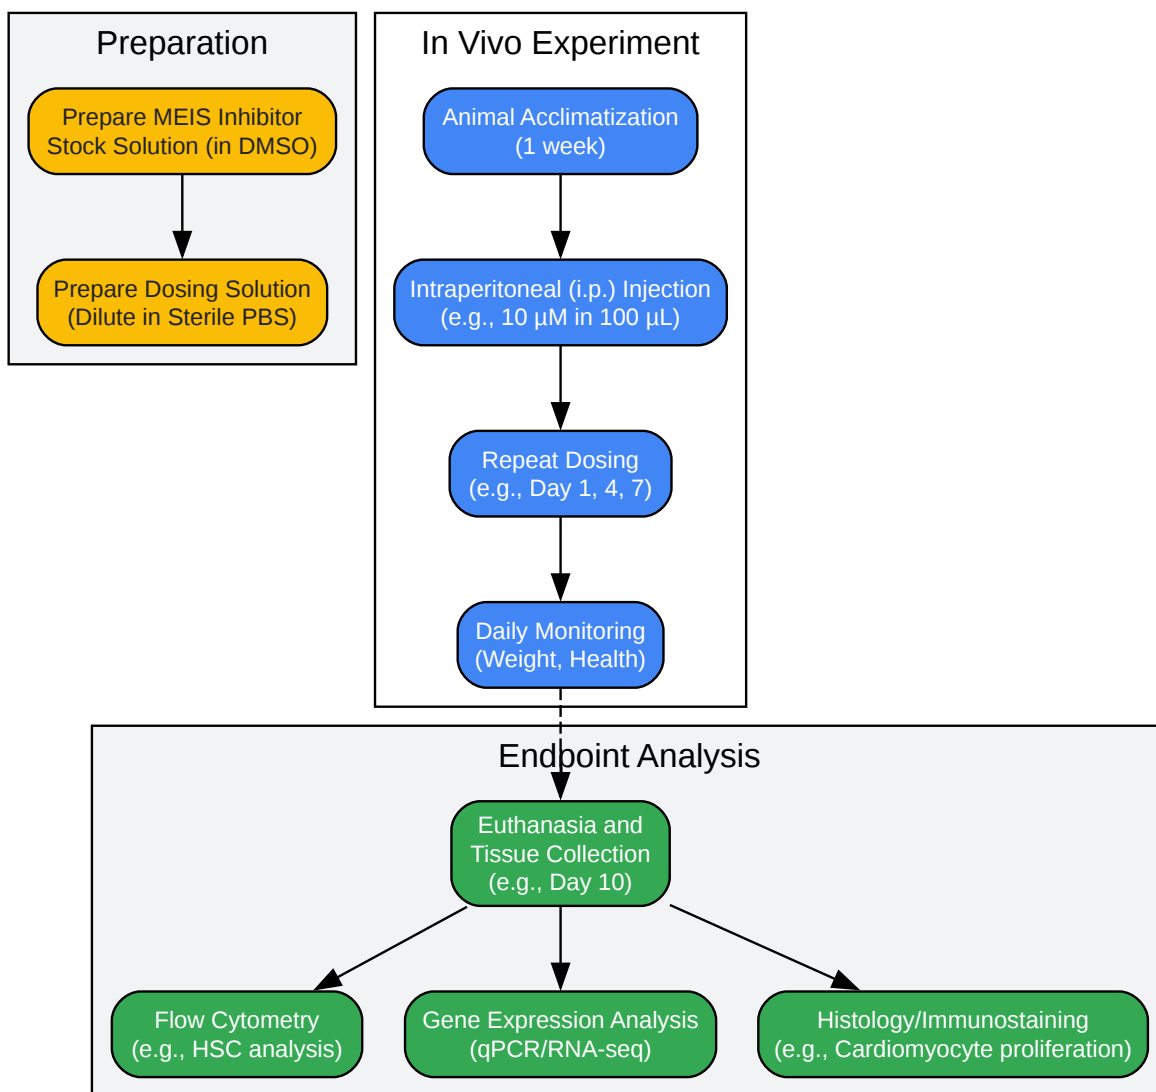 Preparation
Prepare MEIS Inhibitor
Stock Solution (in DMSO)
Prepare Dosing Solution
(Dilute in Sterile PBS)
In Vivo Experiment
Animal Acclimatization
(1 week)
Intraperitoneal (i.p.) Injection
(e.g., 10 µM in 100 µL)
Repeat Dosing
(e.g., Day 1, 4, 7)
Daily Monitoring
(Weight, Health)
Endpoint Analysis
Euthanasia and
Tissue Collection
(e.g., Day 10)
Flow Cytometry
(e.g., HSC analysis)
Gene Expression Analysis
(qPCR/RNA-seq)
Histology/Immunostaining
(e.g., Cardiomyocyte proliferation)